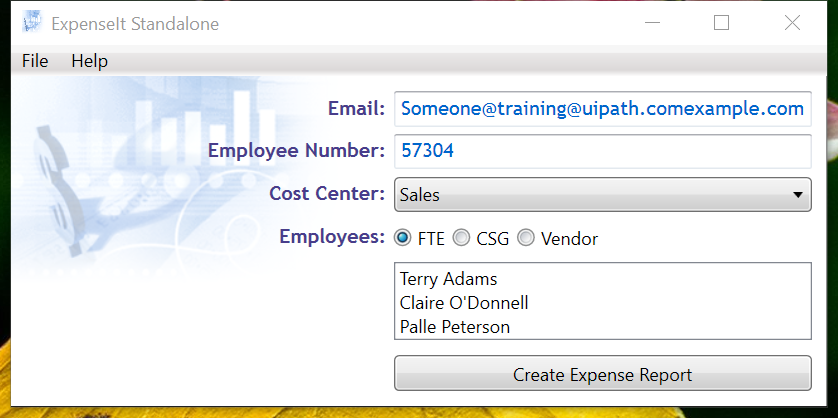 ExpenseIt Standalone
File Help
Email: Someone@training@uipath.comexample.com
Employee Number: 57304
Cost Center: Sales
Employees: FTE CSG Vendor
Terry Adams
Claire O'Donnell
Palle Peterson
Create Expense Report